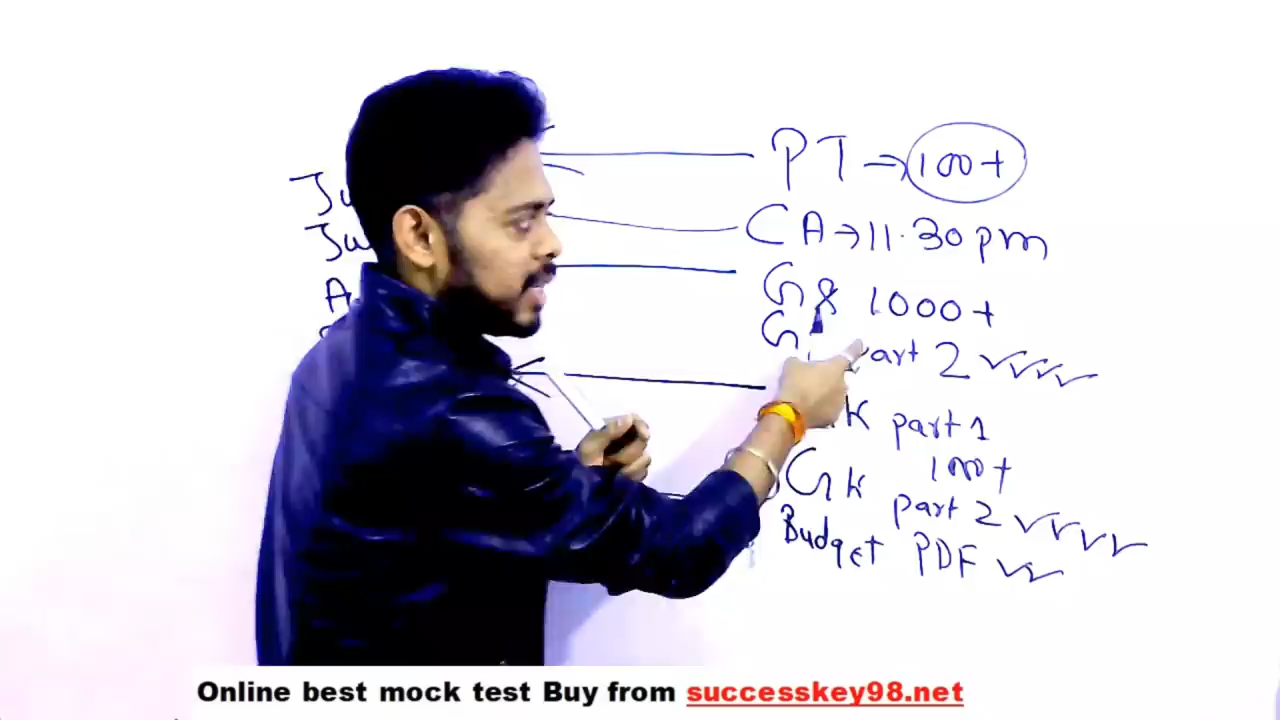 PT → 100+
CA → 11.30 pm
1000+
part 2
part 1
GK 100+
part 2
Budget PDF
Online best mock test Buy from successkey98.net